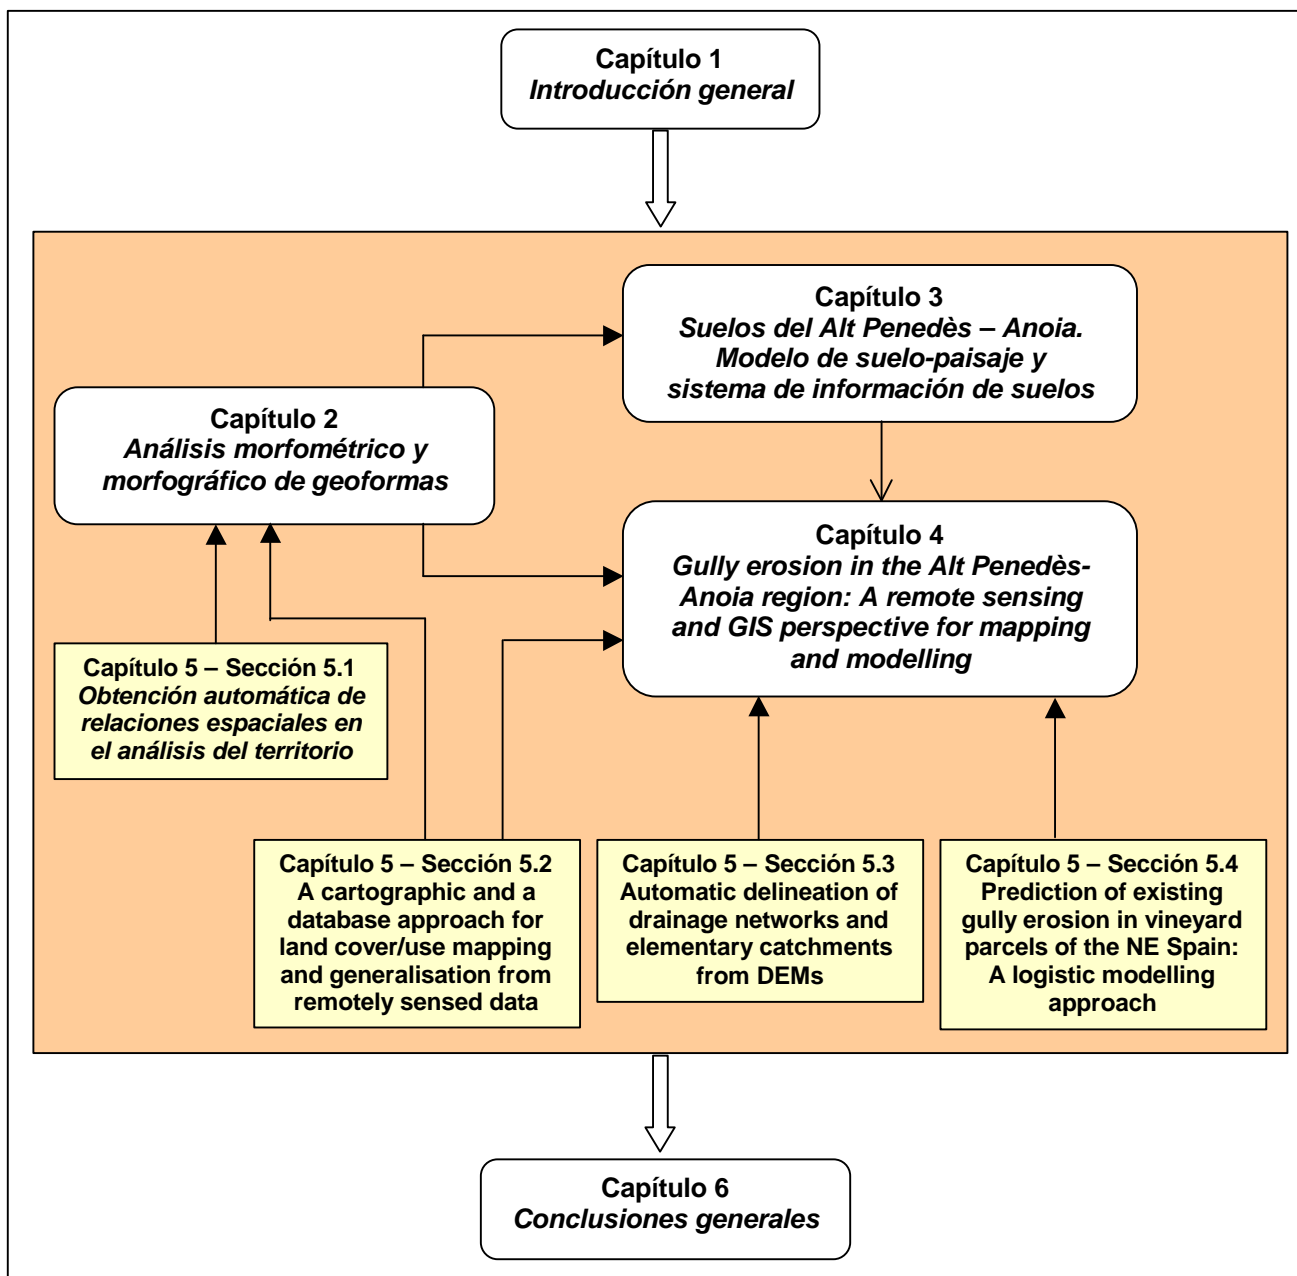 Capítulo 1
Introducción general
Capítulo 3
Suelos del Alt Penedès – Anoia.
Modelo de suelo-paisaje y
sistema de información de suelos
Capítulo 2
Análisis morfométrico y
morfográfico de geoformas
Capítulo 4
Gully erosion in the Alt Penedès-
Anoia region: A remote sensing
and GIS perspective for mapping
and modelling
Capítulo 5 – Sección 5.1
Obtención automática de
relaciones espaciales en
el análisis del territorio
Capítulo 5 – Sección 5.2
A cartographic and a
database approach for
land cover/use mapping
and generalisation from
remotely sensed data
Capítulo 5 – Sección 5.3
Automatic delineation of
drainage networks and
elementary catchments
from DEMs
Capítulo 5 – Sección 5.4
Prediction of existing
gully erosion in vineyard
parcels of the NE Spain:
A logistic modelling
approach
Capítulo 6
Conclusiones generales